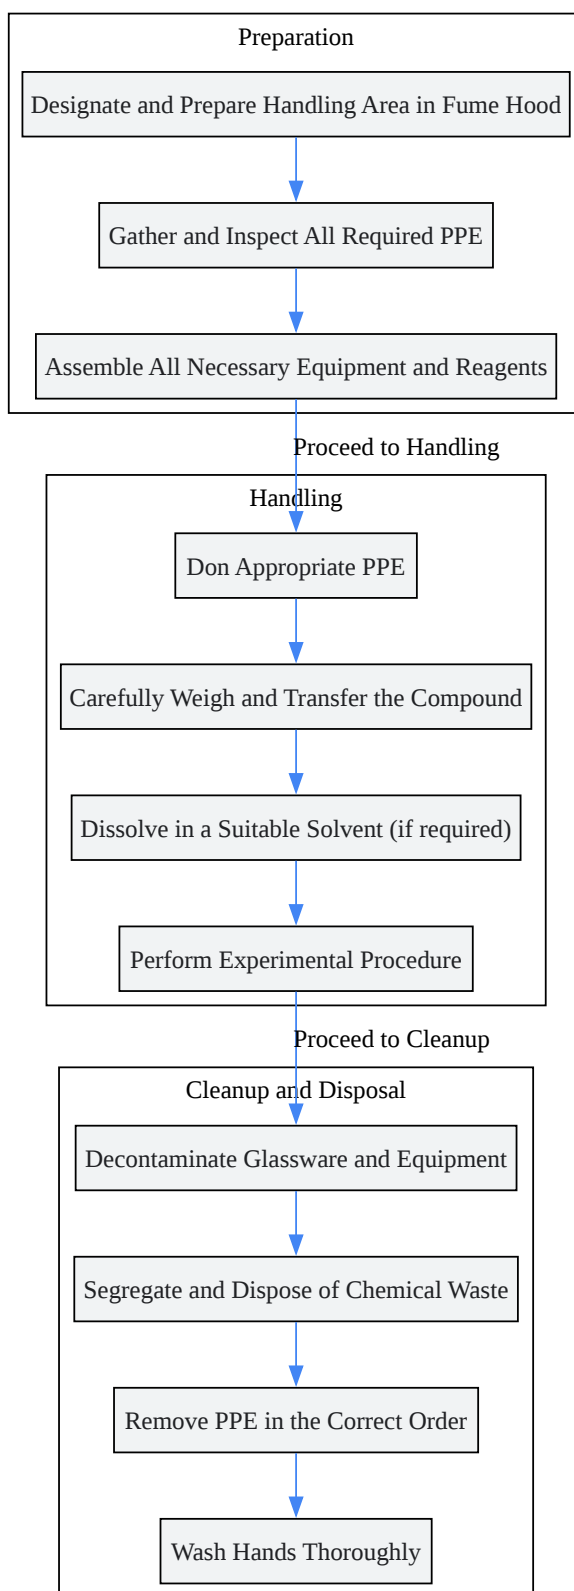 Preparation
Designate and Prepare Handling Area in Fume Hood
Gather and Inspect All Required PPE
Assemble All Necessary Equipment and Reagents
Proceed to Handling
Handling
Don Appropriate PPE
Carefully Weigh and Transfer the Compound
Dissolve in a Suitable Solvent (if required)
Perform Experimental Procedure
Proceed to Cleanup
Cleanup and Disposal
Decontaminate Glassware and Equipment
Segregate and Dispose of Chemical Waste
Remove PPE in the Correct Order
Wash Hands Thoroughly